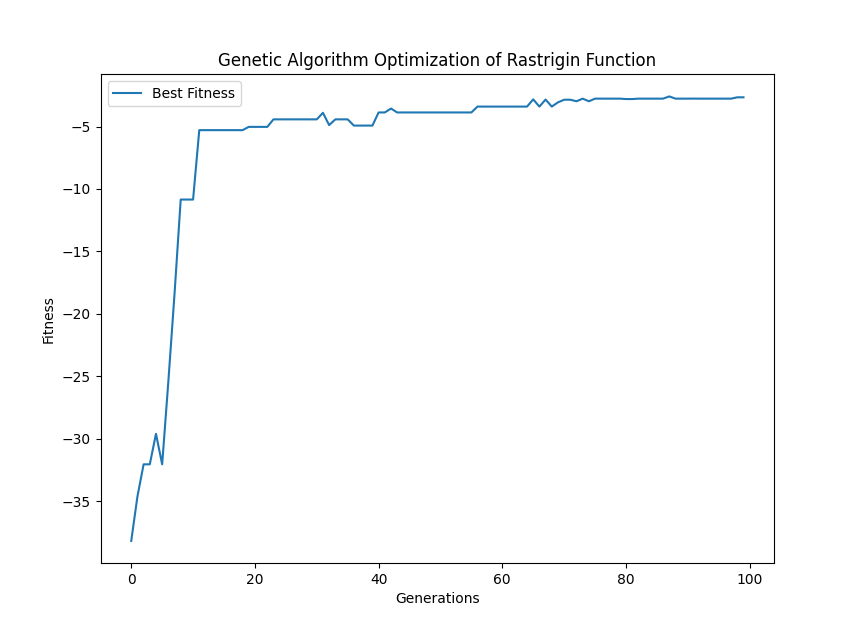 Genetic Algorithm Optimization of Rastrigin Function
Best Fitness
−5
−10
−15
−20
−25
−30
−35
Fitness
0 20 40 60 80 100
Generations